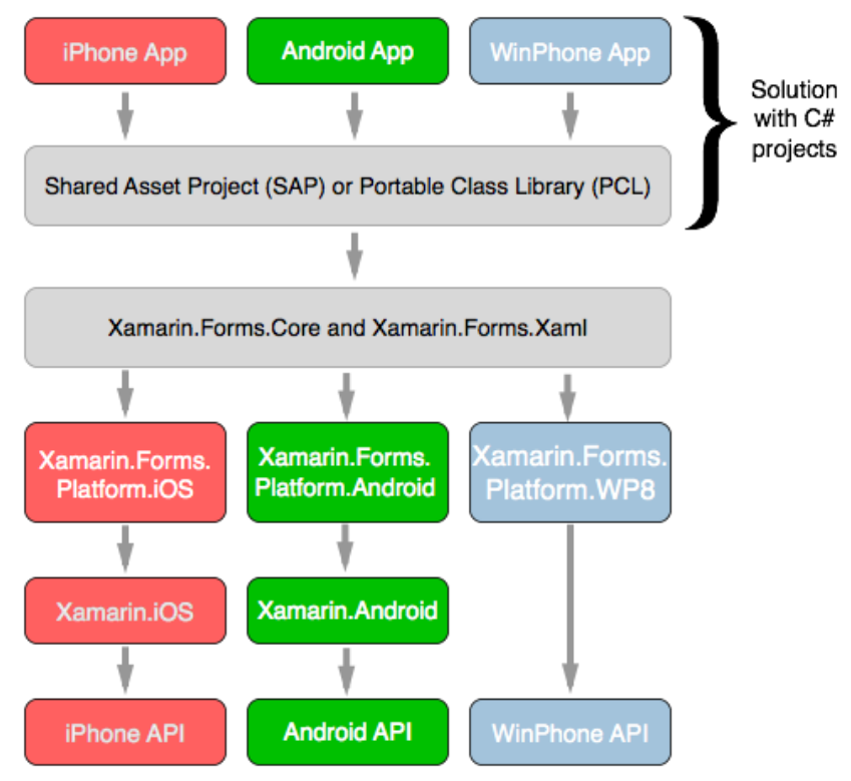 iPhone App
Android App
WinPhone App
Solution
with C#
projects
Shared Asset Project (SAP) or Portable Class Library (PCL)
Xamarin.Forms.Core and Xamarin.Forms.Xaml
Xamarin.Forms.
Platform.iOS
Xamarin.Forms.
Platform.Android
Xamarin.Forms.
Platform.WP8
Xamarin.iOS
Xamarin.Android
iPhone API
Android API
WinPhone API